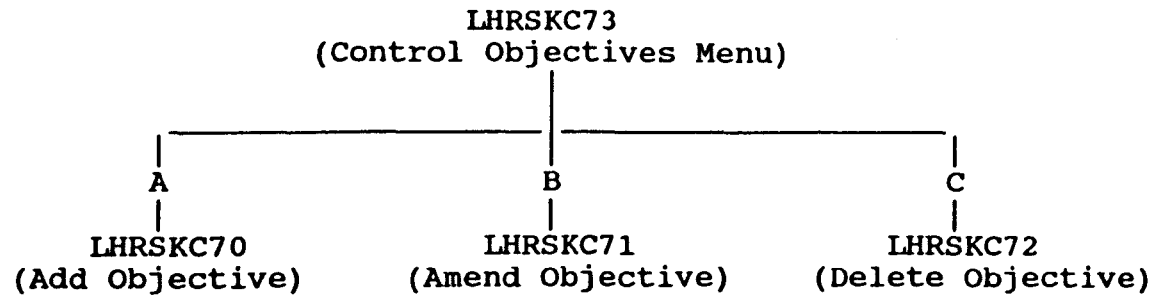 LHRSKC73
(Control Objectives Menu)
A B C
LHRSKC70 LHRSKC71 LHRSKC72
(Add Objective) (Amend Objective) (Delete Objective)